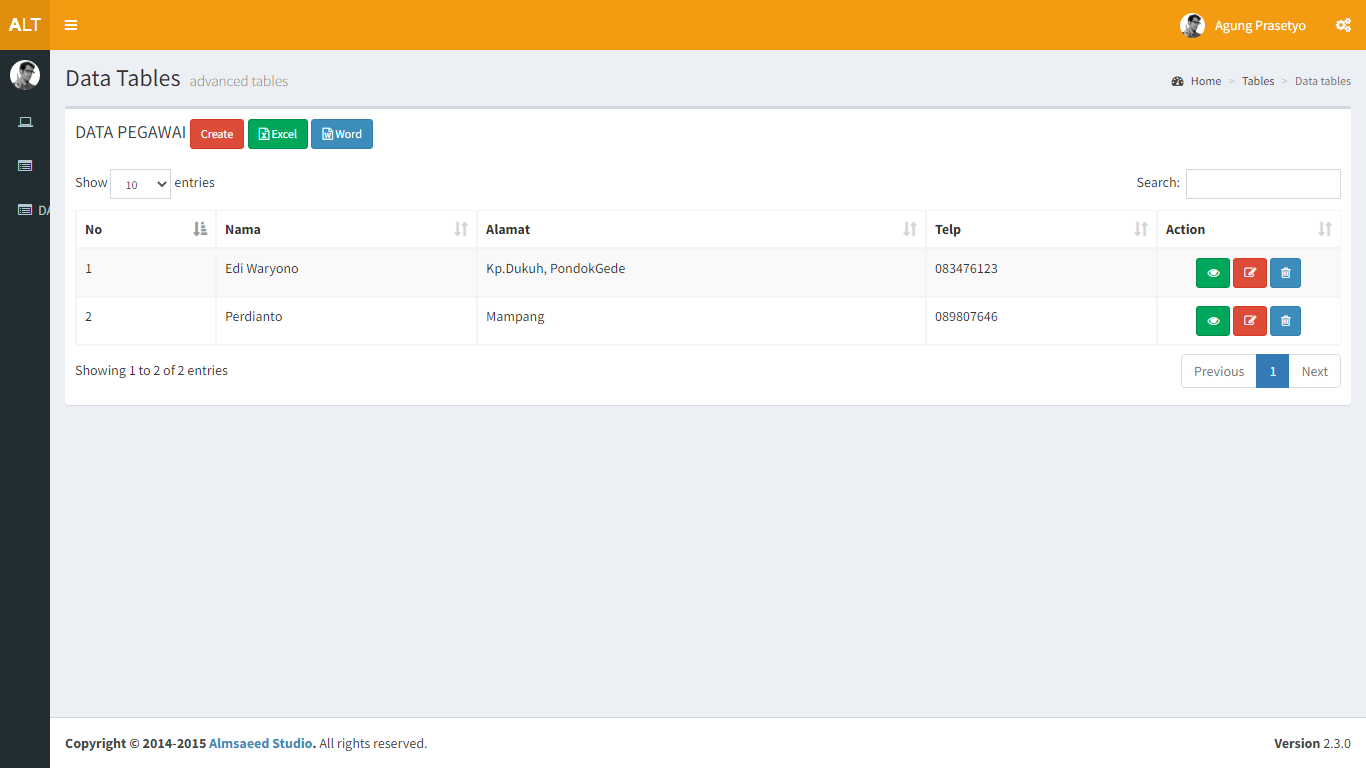 ALT
Agung Prasetyo
Data Tables advanced tables
Home > Tables > Data tables
DATA PEGAWAI Create Excel Word
Show 10 entries
Search:
DA
No Nama Alamat Telp Action
1 Edi Waryono Kp.Dukuh, PondokGede 083476123
2 Perdianto Mampang 089807646
Showing 1 to 2 of 2 entries
Previous 1 Next
Copyright © 2014-2015 Almsaeed Studio. All rights reserved.
Version 2.3.0